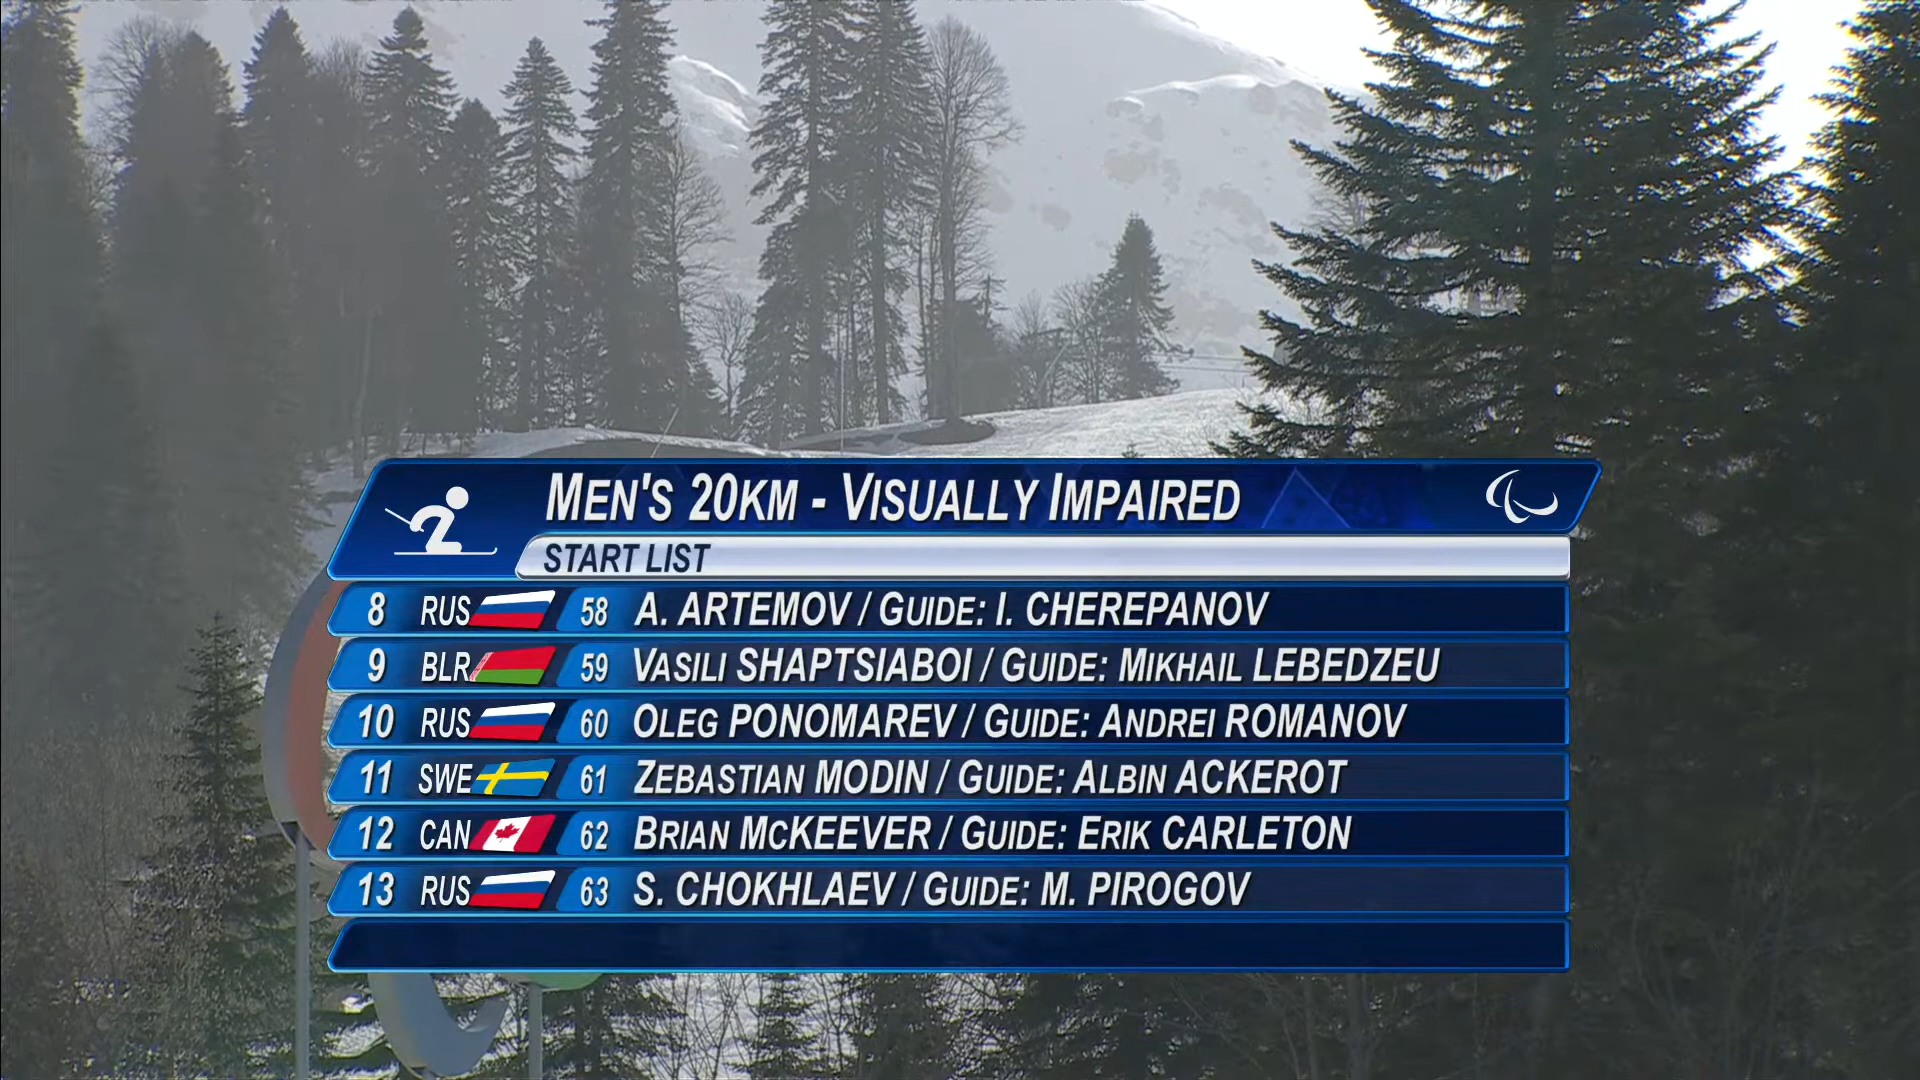 MEN'S 20KM - VISUALLY IMPAIRED
START LIST
8 RUS 58 A. ARTEMOV / GUIDE: I. CHEREPANOV
9 BLR 59 VASILI SHAPTSIABOI / GUIDE: MIKHAIL LEBEDZEU
10 RUS 60 OLEG PONOMAREV / GUIDE: ANDREI ROMANOV
11 SWE 61 ZEBASTIAN MODIN / GUIDE: ALBIN ACKEROT
12 CAN 62 BRIAN MCKEEVER / GUIDE: ERIK CARLETON
13 RUS 63 S. CHOKHLAEV / GUIDE: M. PIROGOV